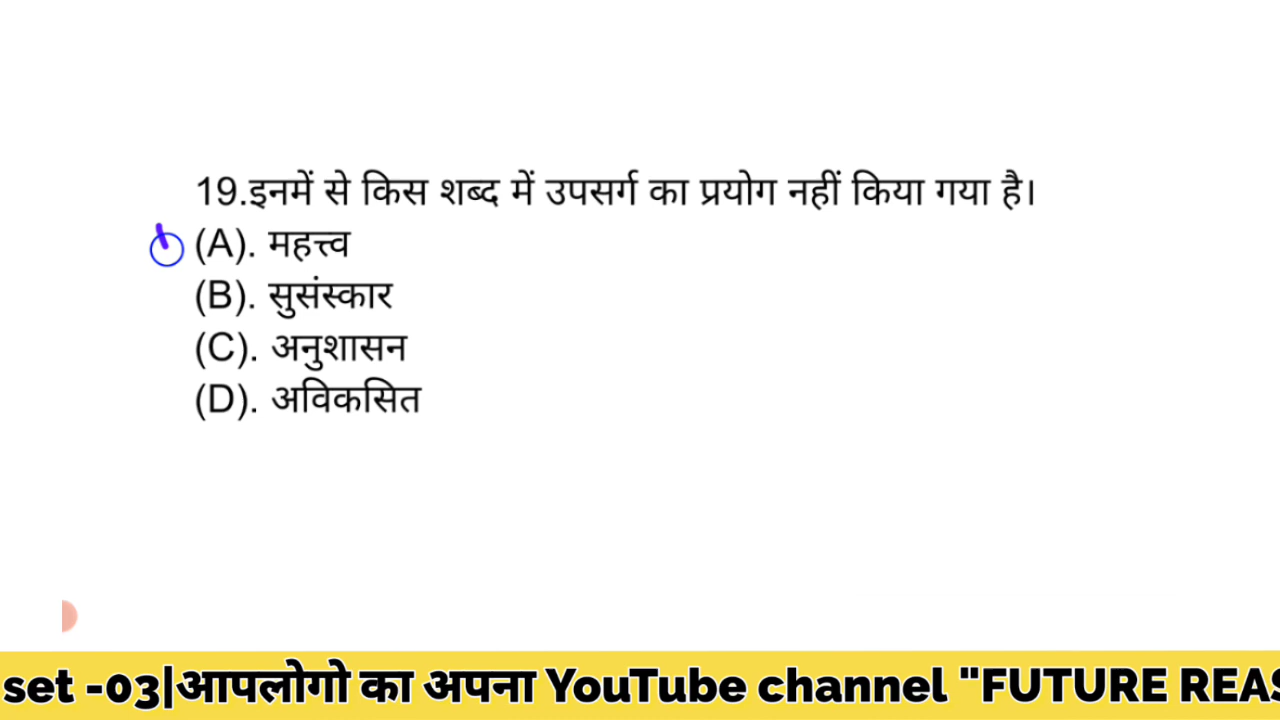 19.इनमें से किस शब्द में उपसर्ग का प्रयोग नहीं किया गया है।
(A). महत्त्व
(B). सुसंस्कार
(C). अनुशासन
(D). अविकसित
set -03|आपलोगो का अपना YouTube channel "FUTURE REAS